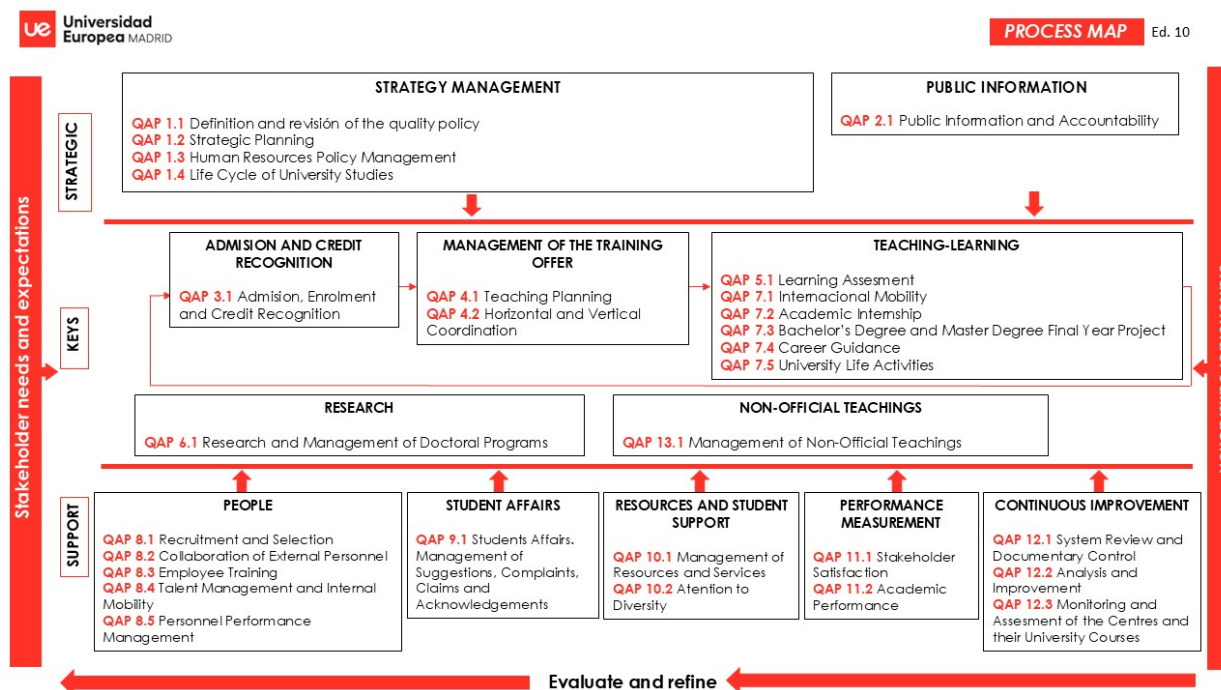 ue Universidad
Europea MADRID
PROCESS MAP Ed. 10
Stakeholder needs and expectations
STRATEGIC
STRATEGY MANAGEMENT
QAP 1.1 Definition and revisión of the quality policy
QAP 1.2 Strategic Planning
QAP 1.3 Human Resources Policy Management
QAP 1.4 Life Cycle of University Studies
PUBLIC INFORMATION
QAP 2.1 Public Information and Accountability
KEYS
ADMISION AND CREDIT
RECOGNITION
QAP 3.1 Admision, Enrolment
and Credit Recognition
MANAGEMENT OF THE TRAINING
OFFER
QAP 4.1 Teaching Planning
QAP 4.2 Horizontal and Vertical
Coordination
TEACHING-LEARNING
QAP 5.1 Learning Assesment
QAP 7.1 Internacional Mobility
QAP 7.2 Academic Internship
QAP 7.3 Bachelor's Degree and Master Degree Final Year Project
QAP 7.4 Career Guidance
QAP 7.5 University Life Activities
RESEARCH
QAP 6.1 Research and Management of Doctoral Programs
NON-OFFICIAL TEACHINGS
QAP 13.1 Management of Non-Official Teachings
SUPPORT
PEOPLE
QAP 8.1 Recruitment and Selection
QAP 8.2 Collaboration of External Personnel
QAP 8.3 Employee Training
QAP 8.4 Talent Management and Internal
Mobility
QAP 8.5 Personnel Performance
Management
STUDENT AFFAIRS
QAP 9.1 Students Affairs.
Management of
Suggestions, Complaints,
Claims and
Acknowledgements
RESOURCES AND STUDENT
SUPPORT
QAP 10.1 Management of
Resources and Services
QAP 10.2 Atention to
Diversity
PERFORMANCE
MEASUREMENT
QAP 11.1 Stakeholder
Satisfaction
QAP 11.2 Academic
Performance
CONTINUOUS IMPROVEMENT
QAP 12.1 System Review and
Documentary Control
QAP 12.2 Analysis and
Improvement
QAP 12.3 Monitoring and
Assesment of the Centres and
their University Courses
Evaluate and refine